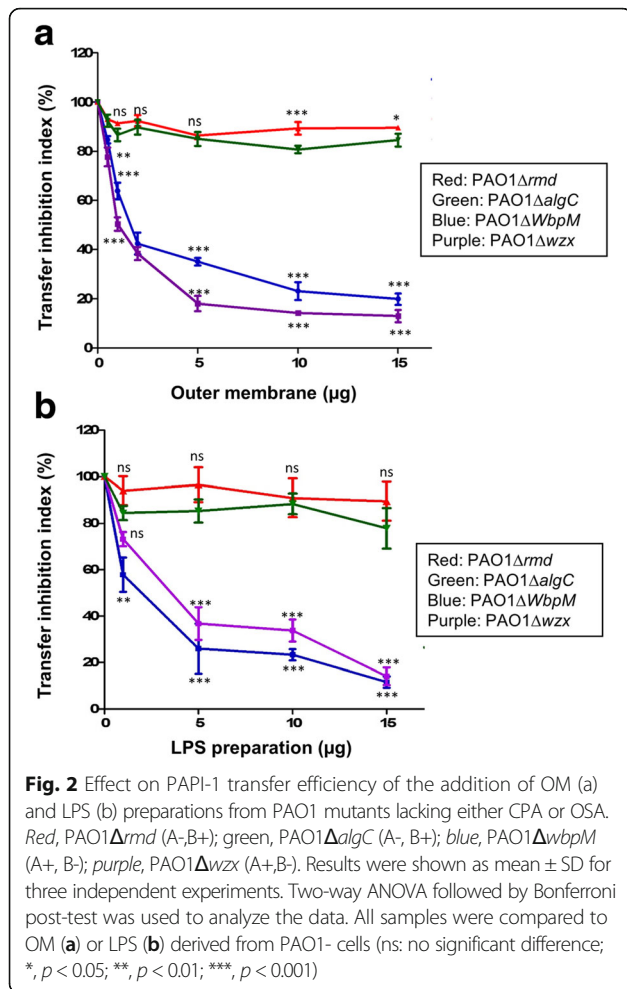 a
120
100
80
60
40
20
0
Transfer inhibition index (%)
ns
ns
ns
***
*
**
***
***
***
***
***
***
***
***
0
5
10
15
Outer membrane (µg)
Red: PAO1Δrmd
Green: PAO1ΔalgC
Blue: PAO1ΔWbpM
Purple: PAO1Δwzx
b
120
100
80
60
40
20
0
Transfer inhibition index (%)
ns
ns
ns
ns
ns
**
***
***
***
***
***
***
0
5
10
15
LPS preparation (µg)
Red: PAO1Δrmd
Green: PAO1ΔalgC
Blue: PAO1ΔWbpM
Purple: PAO1Δwzx
Fig. 2 Effect on PAPI-1 transfer efficiency of the addition of OM (a)
and LPS (b) preparations from PAO1 mutants lacking either CPA or OSA.
Red, PAO1Δrmd (A-,B+); green, PAO1ΔalgC (A-, B+); blue, PAO1ΔwbpM
(A+, B-); purple, PAO1Δwzx (A+,B-). Results were shown as mean ± SD for
three independent experiments. Two-way ANOVA followed by Bonferroni
post-test was used to analyze the data. All samples were compared to
OM (a) or LPS (b) derived from PAO1- cells (ns: no significant difference;
*, p < 0.05; **, p < 0.01; ***, p < 0.001)